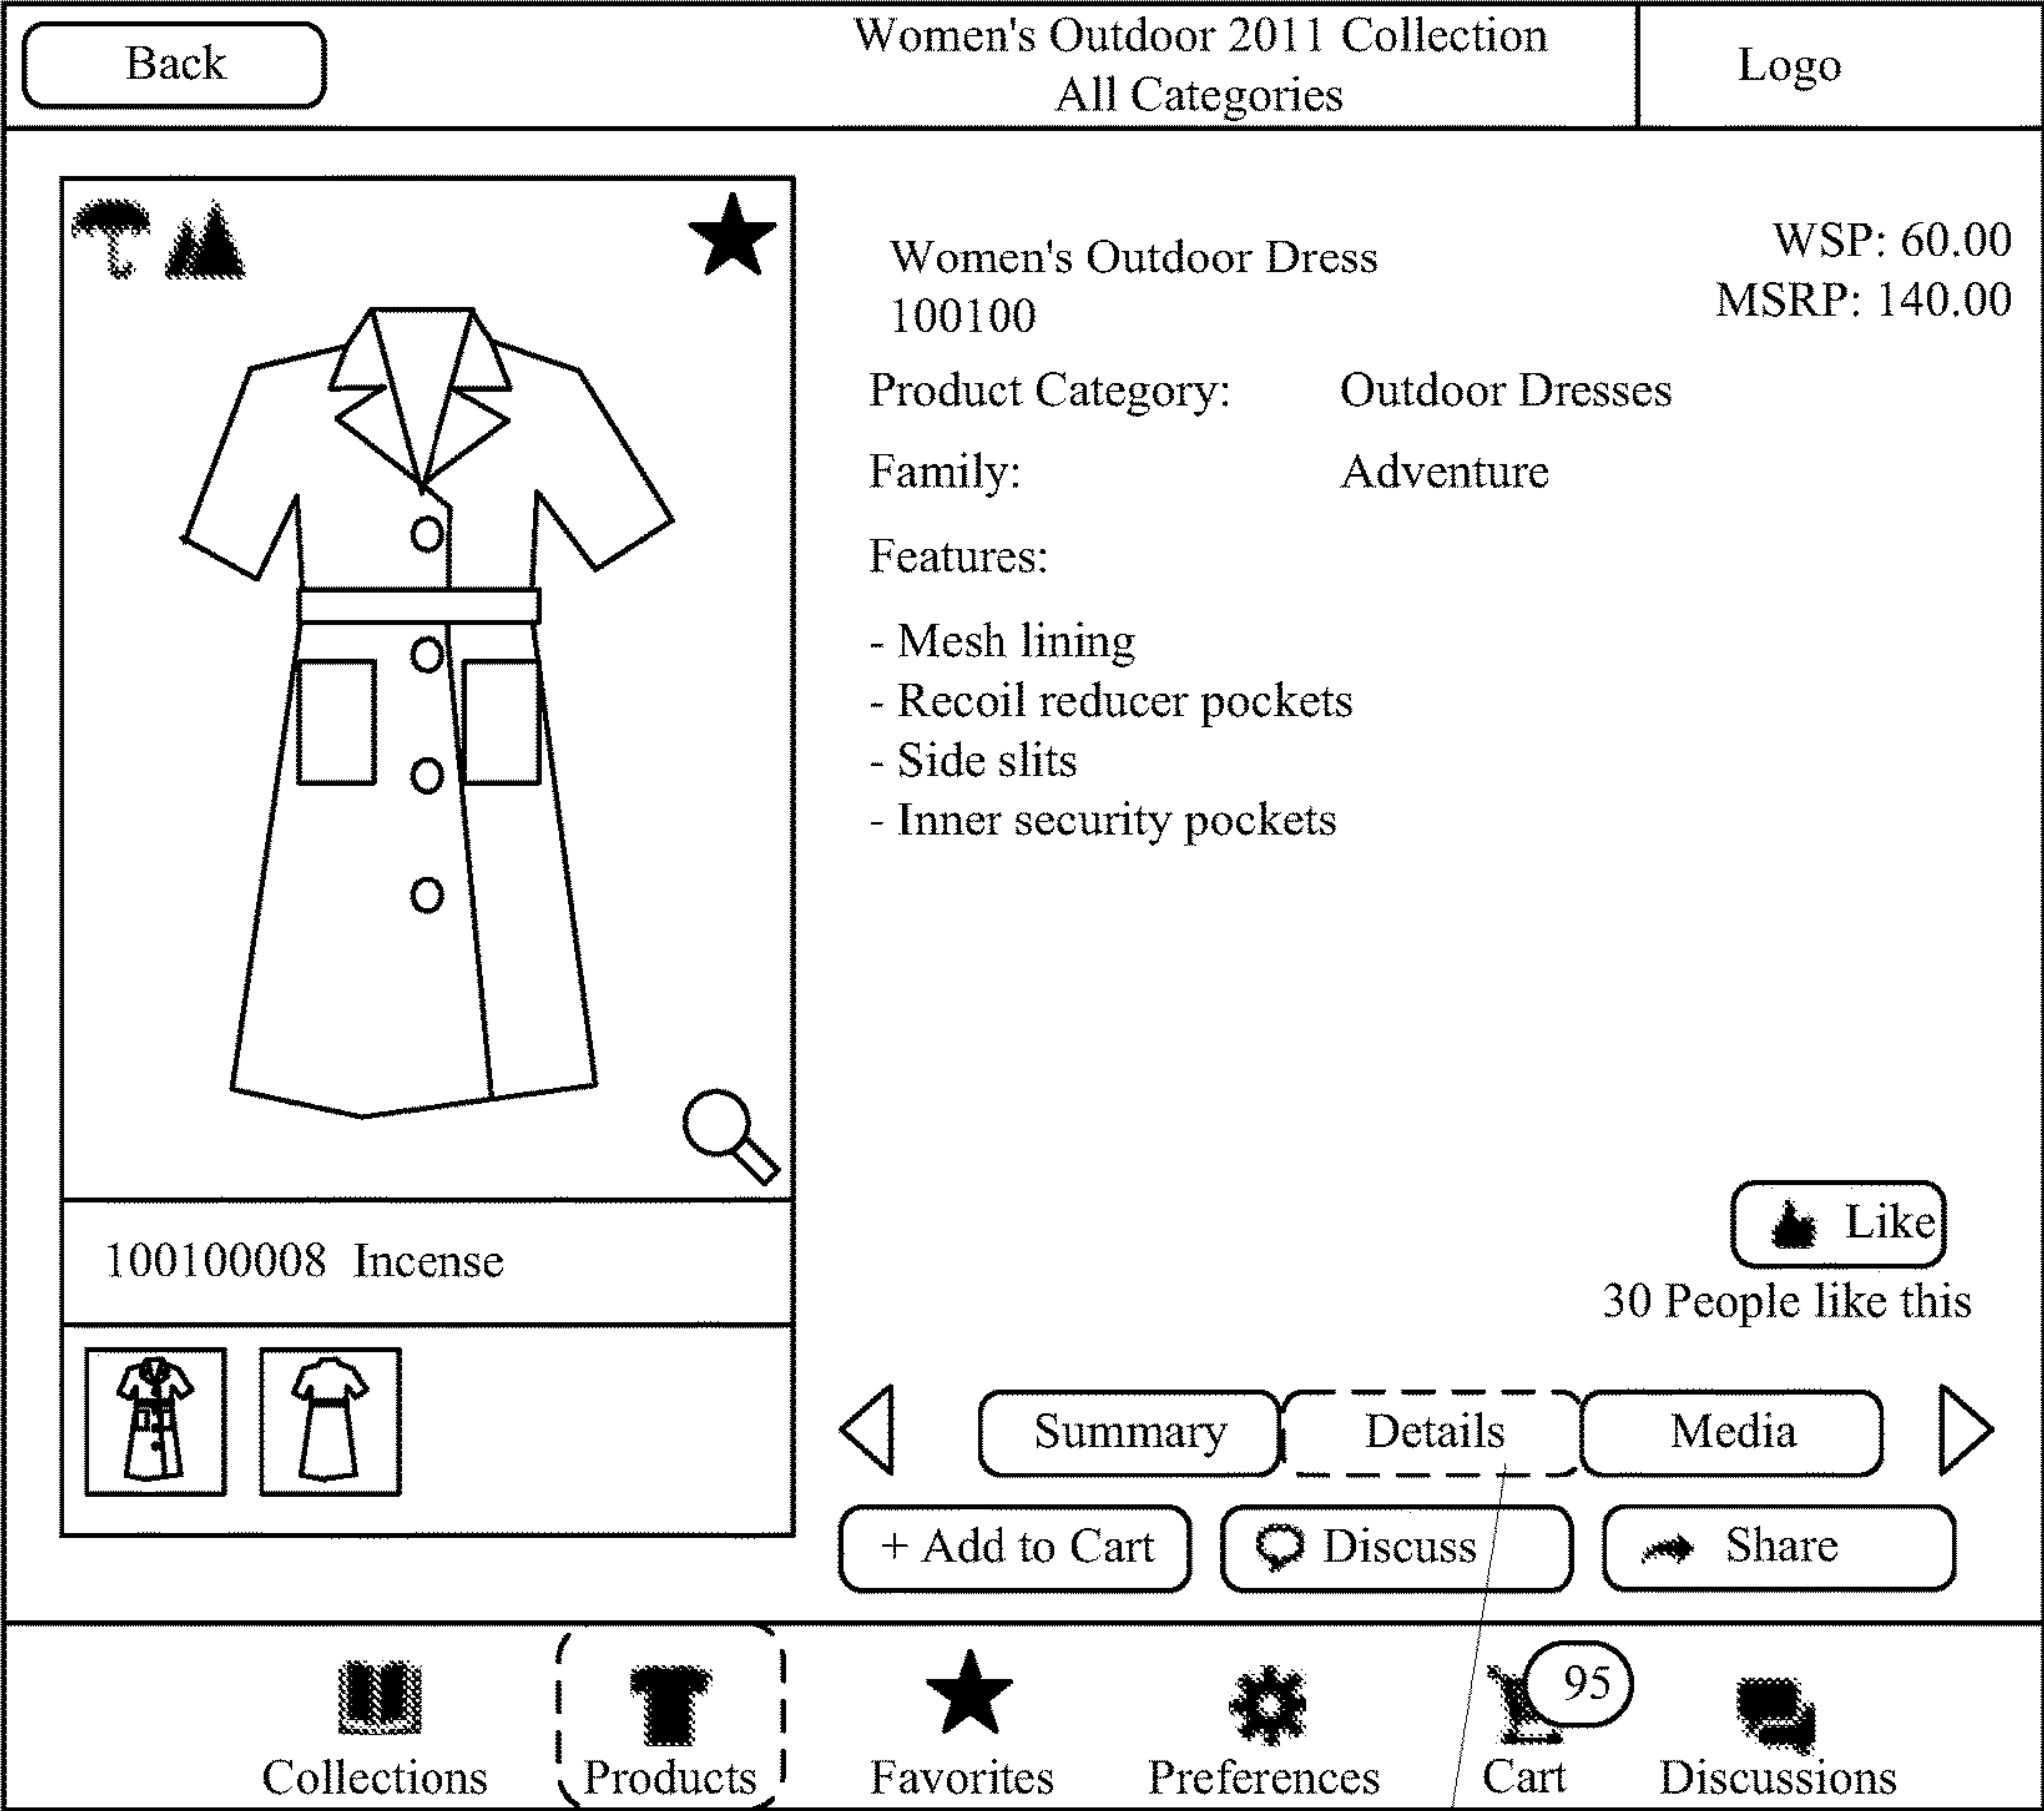 Back
Women's Outdoor 2011 Collection
All Categories
Logo
Women's Outdoor Dress
100100
WSP: 60.00
MSRP: 140.00
Product Category: Outdoor Dresses
Family: Adventure
Features:
- Mesh lining
- Recoil reducer pockets
- Side slits
- Inner security pockets
100100008 Incense
Like
30 People like this
Summary
Details
Media
+ Add to Cart
Discuss
Share
Collections
Products
Favorites
Preferences
95
Cart
Discussions